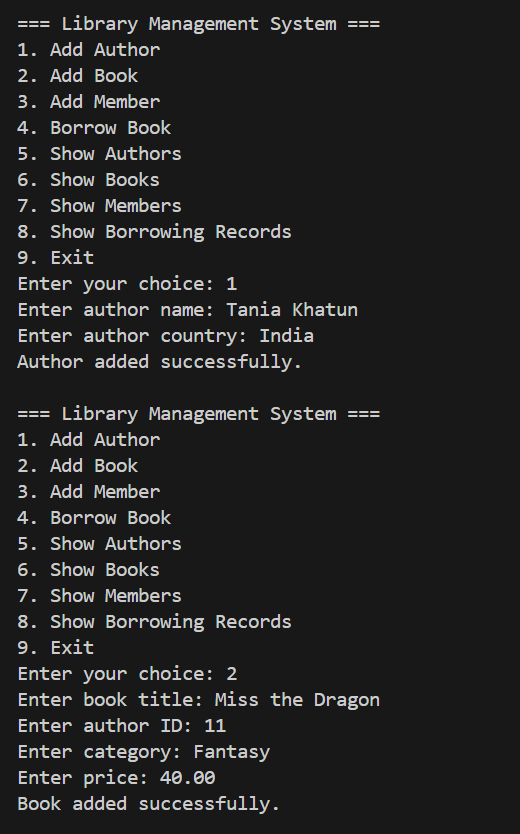 === Library Management System ===
1. Add Author
2. Add Book
3. Add Member
4. Borrow Book
5. Show Authors
6. Show Books
7. Show Members
8. Show Borrowing Records
9. Exit
Enter your choice: 1
Enter author name: Tania Khatun
Enter author country: India
Author added successfully.

=== Library Management System ===
1. Add Author
2. Add Book
3. Add Member
4. Borrow Book
5. Show Authors
6. Show Books
7. Show Members
8. Show Borrowing Records
9. Exit
Enter your choice: 2
Enter book title: Miss the Dragon
Enter author ID: 11
Enter category: Fantasy
Enter price: 40.00
Book added successfully.